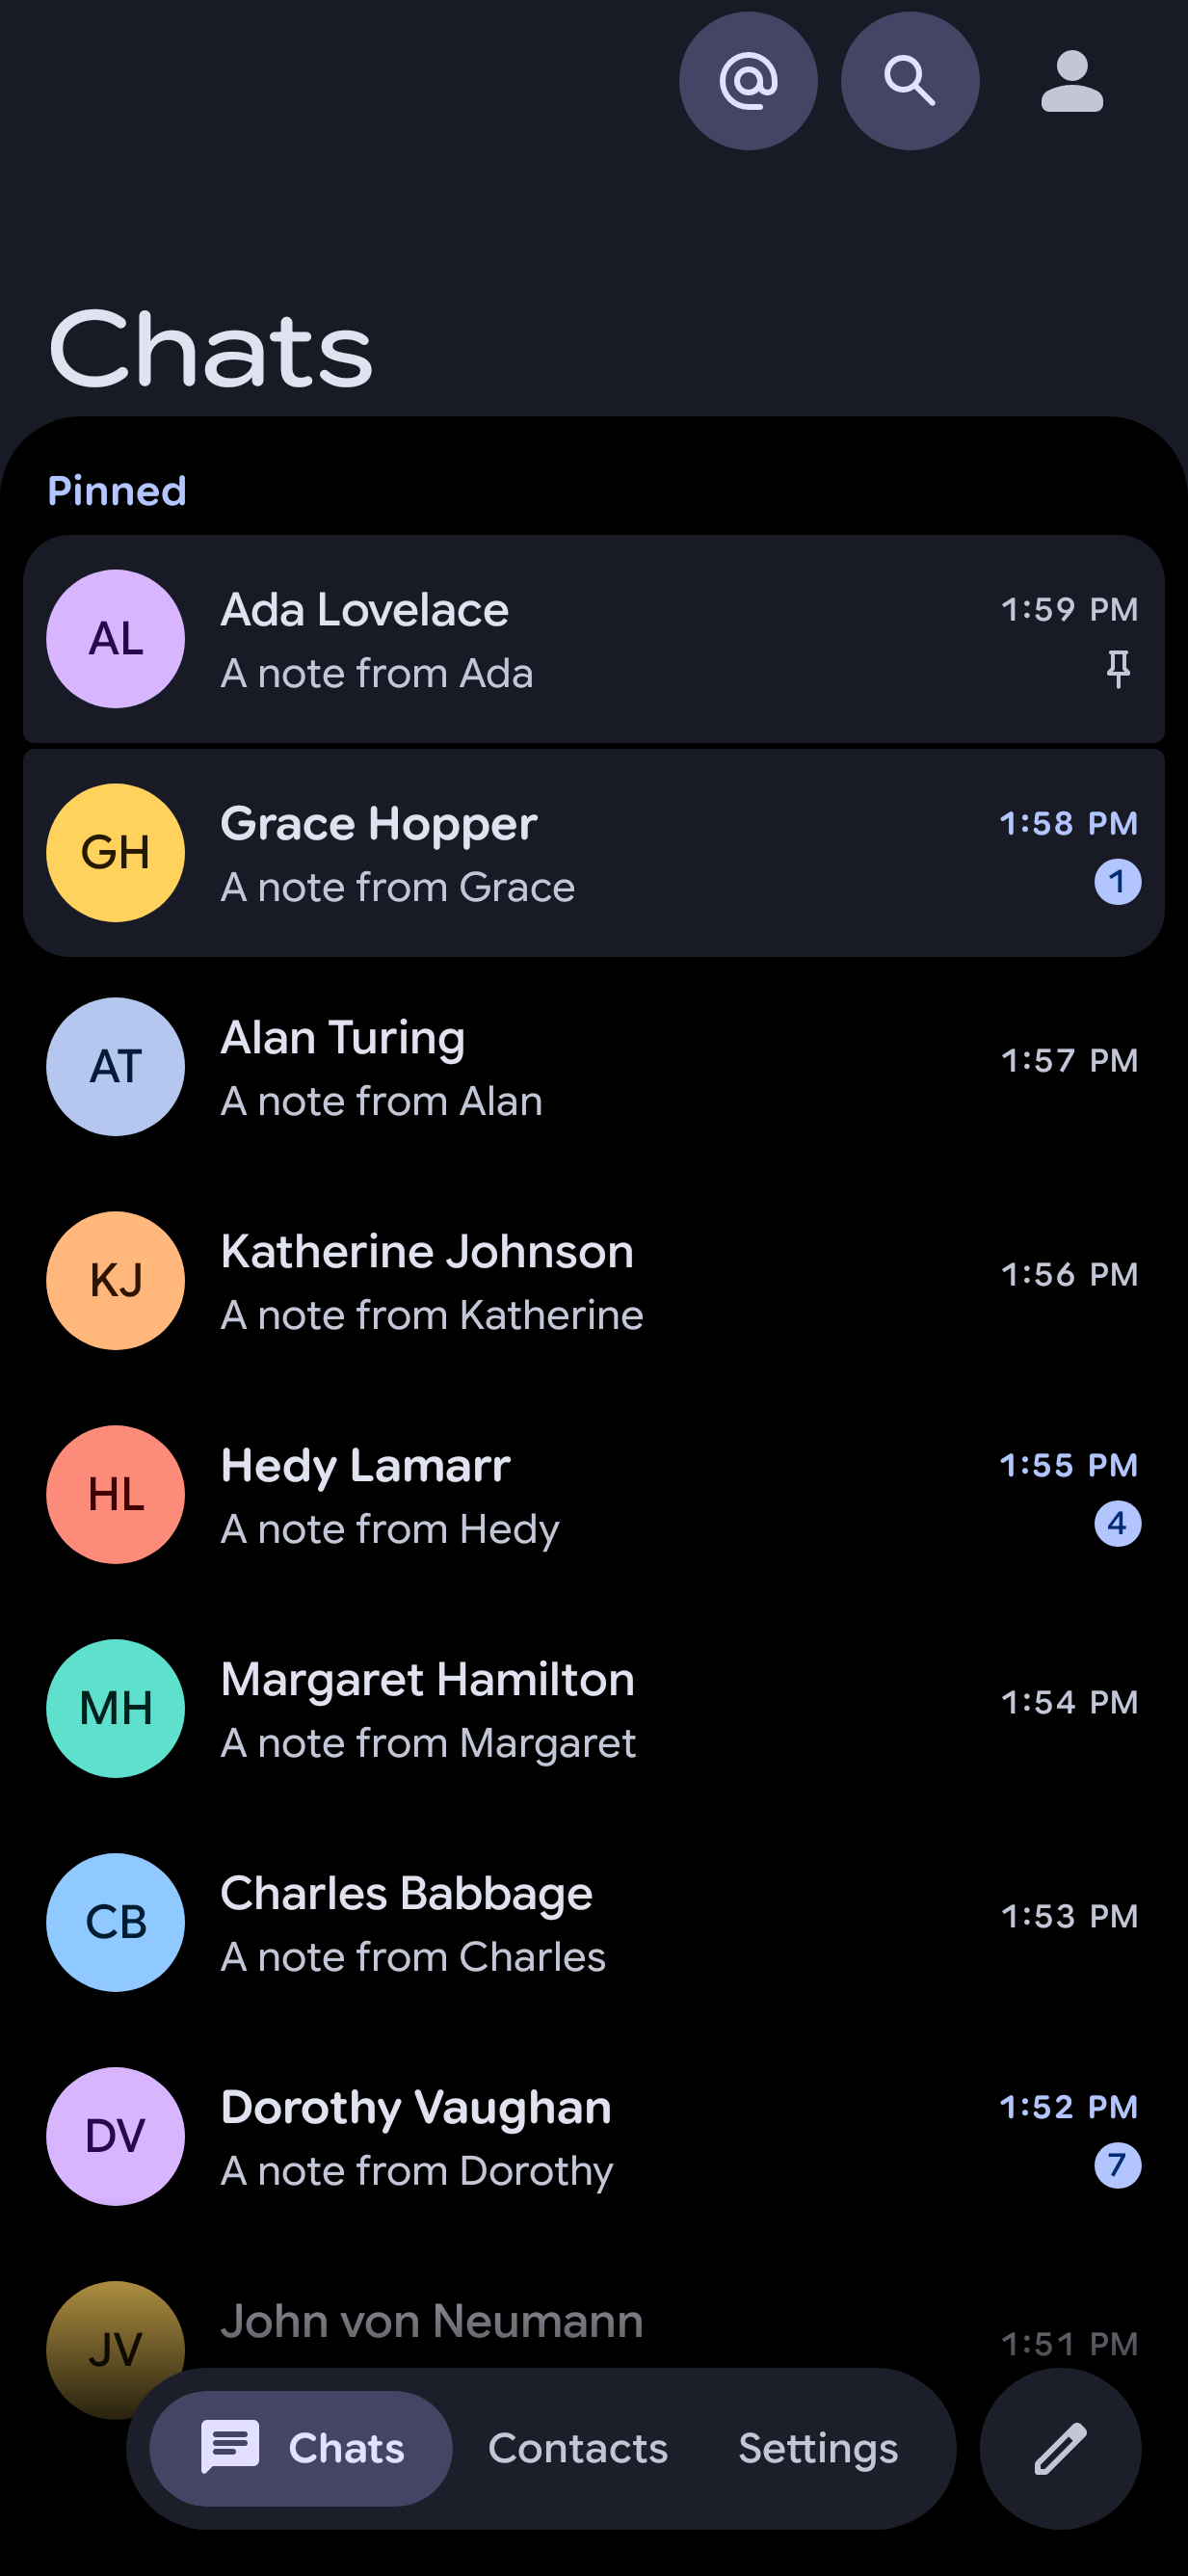 Chats
Pinned
AL
Ada Lovelace
1:59 PM
A note from Ada
GH
Grace Hopper
1:58 PM
A note from Grace
1
AT
Alan Turing
1:57 PM
A note from Alan
KJ
Katherine Johnson
1:56 PM
A note from Katherine
HL
Hedy Lamarr
1:55 PM
A note from Hedy
4
MH
Margaret Hamilton
1:54 PM
A note from Margaret
CB
Charles Babbage
1:53 PM
A note from Charles
DV
Dorothy Vaughan
1:52 PM
A note from Dorothy
7
JV
John von Neumann
1:51 PM
Chats
Contacts
Settings